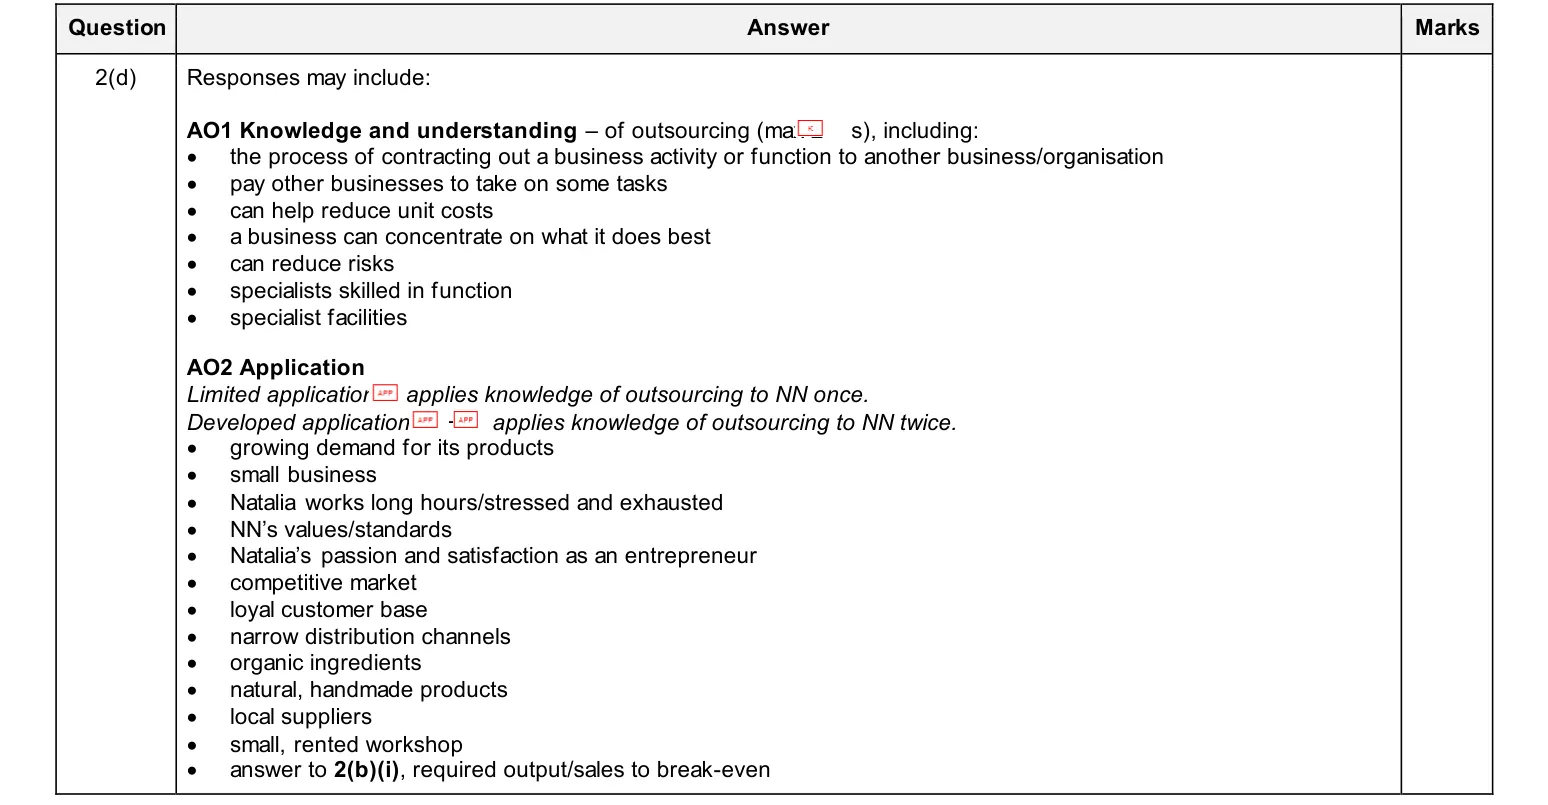 Question Answer Marks
2(d) Responses may include:
AO1 Knowledge and understanding – of outsourcing (ma s), including:
• the process of contracting out a business activity or function to another business/organisation
• pay other businesses to take on some tasks
• can help reduce unit costs
• a business can concentrate on what it does best
• can reduce risks
• specialists skilled in function
• specialist facilities
AO2 Application
Limited application APP applies knowledge of outsourcing to NN once.
Developed application APP - APP applies knowledge of outsourcing to NN twice.
• growing demand for its products
• small business
• Natalia works long hours/stressed and exhausted
• NN’s values/standards
• Natalia’s passion and satisfaction as an entrepreneur
• competitive market
• loyal customer base
• narrow distribution channels
• organic ingredients
• natural, handmade products
• local suppliers
• small, rented workshop
• answer to 2(b)(i), required output/sales to break-even